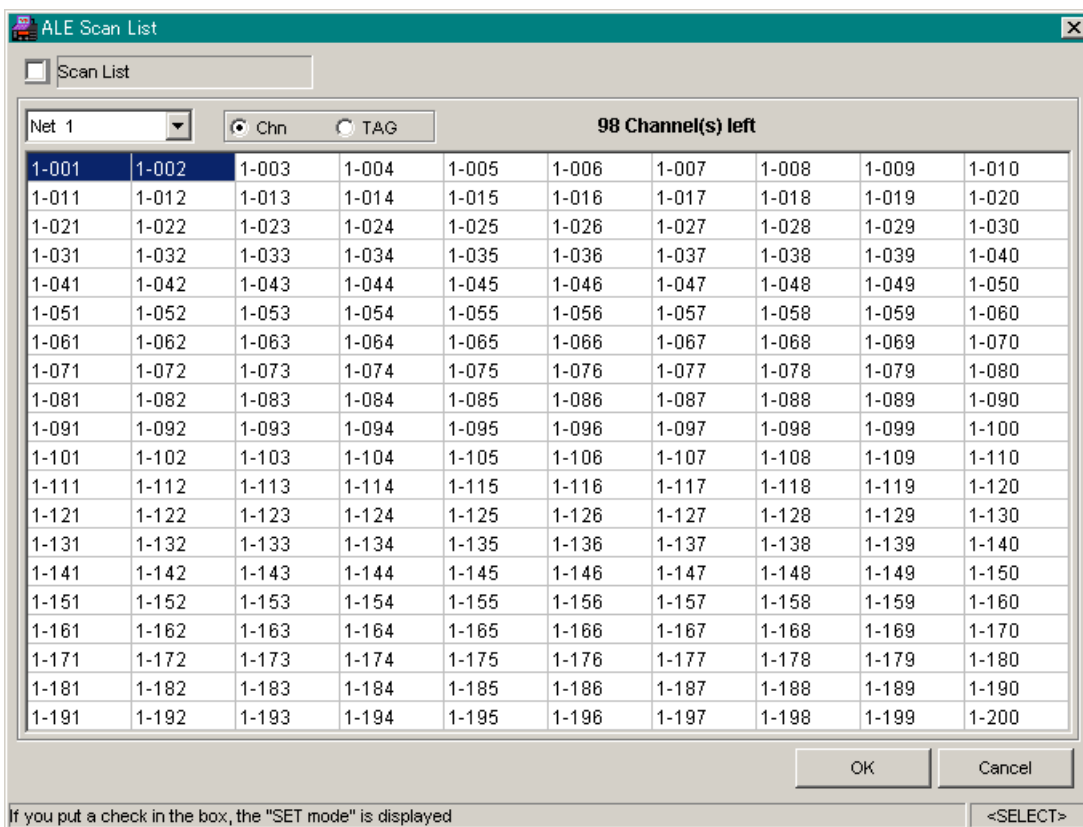 ALE Scan List
Scan List
Net 1 Chn TAG 98 Channel(s) left
1-001 1-002 1-003 1-004 1-005 1-006 1-007 1-008 1-009 1-010
1-011 1-012 1-013 1-014 1-015 1-016 1-017 1-018 1-019 1-020
1-021 1-022 1-023 1-024 1-025 1-026 1-027 1-028 1-029 1-030
1-031 1-032 1-033 1-034 1-035 1-036 1-037 1-038 1-039 1-040
1-041 1-042 1-043 1-044 1-045 1-046 1-047 1-048 1-049 1-050
1-051 1-052 1-053 1-054 1-055 1-056 1-057 1-058 1-059 1-060
1-061 1-062 1-063 1-064 1-065 1-066 1-067 1-068 1-069 1-070
1-071 1-072 1-073 1-074 1-075 1-076 1-077 1-078 1-079 1-080
1-081 1-082 1-083 1-084 1-085 1-086 1-087 1-088 1-089 1-090
1-091 1-092 1-093 1-094 1-095 1-096 1-097 1-098 1-099 1-100
1-101 1-102 1-103 1-104 1-105 1-106 1-107 1-108 1-109 1-110
1-111 1-112 1-113 1-114 1-115 1-116 1-117 1-118 1-119 1-120
1-121 1-122 1-123 1-124 1-125 1-126 1-127 1-128 1-129 1-130
1-131 1-132 1-133 1-134 1-135 1-136 1-137 1-138 1-139 1-140
1-141 1-142 1-143 1-144 1-145 1-146 1-147 1-148 1-149 1-150
1-151 1-152 1-153 1-154 1-155 1-156 1-157 1-158 1-159 1-160
1-161 1-162 1-163 1-164 1-165 1-166 1-167 1-168 1-169 1-170
1-171 1-172 1-173 1-174 1-175 1-176 1-177 1-178 1-179 1-180
1-181 1-182 1-183 1-184 1-185 1-186 1-187 1-188 1-189 1-190
1-191 1-192 1-193 1-194 1-195 1-196 1-197 1-198 1-199 1-200
OK Cancel
If you put a check in the box, the "SET mode" is displayed <SELECT>